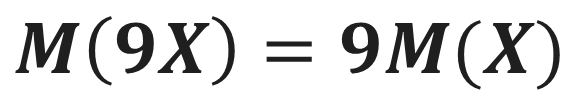 M(9X) = 9M(X)